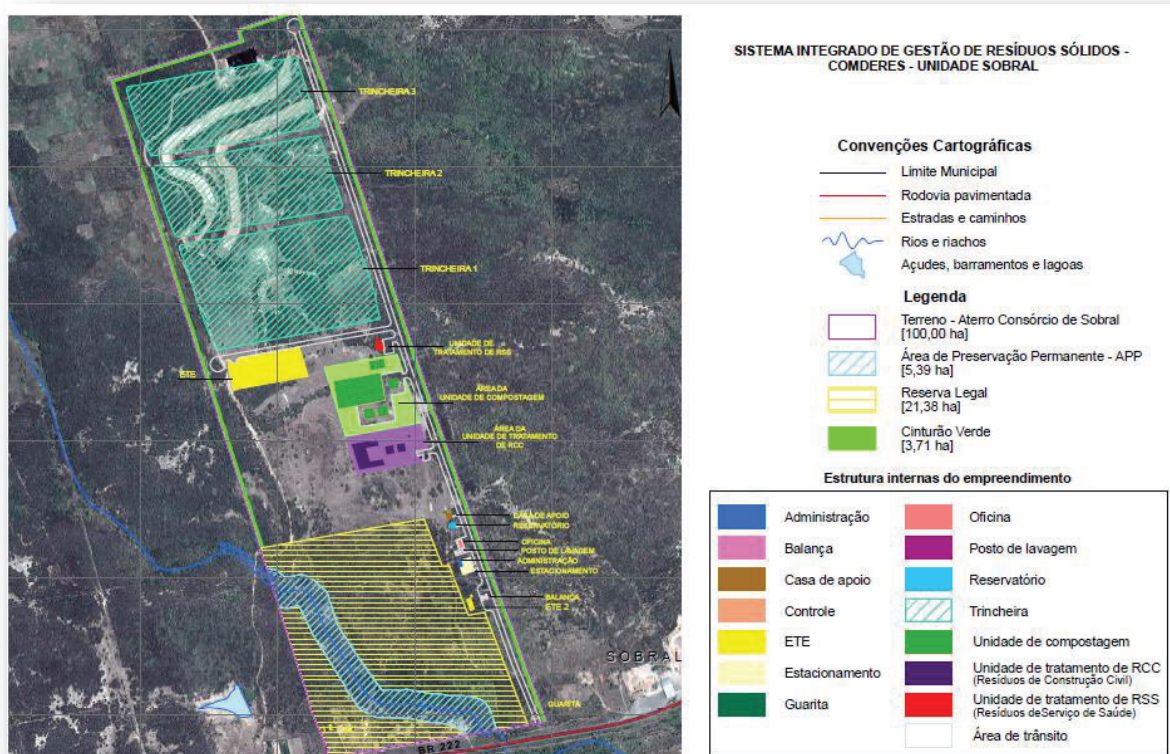 SISTEMA INTEGRADO DE GESTÃO DE RESÍDUOS SÓLIDOS -
COMDERES - UNIDADE SOBRAL
Convenções Cartográficas
Limite Municipal
Rodovia pavimentada
Estradas e caminhos
Rios e riachos
Açudes, barramentos e lagoas
Legenda
Terreno - Aterro Consórcio de Sobral
[100,00 ha]
Área de Preservação Permanente - APP
[5,39 ha]
Reserva Legal
[21,38 ha]
Cinturão Verde
[3,71 ha]
Estrutura internas do empreendimento
Administração
Balança
Casa de apoio
Controle
ETE
Estacionamento
Guarita
Oficina
Posto de lavagem
Reservatório
Trincheira
Unidade de compostagem
Unidade de tratamento de RCC
(Resíduos de Construção Civil)
Unidade de tratamento de RSS
(Resíduos deServiço de Saúde)
Área de trânsito
TRINCHEIRA 3
TRINCHEIRA 2
TRINCHEIRA 1
UNIDADE DE
TRATAMENTO DE RSS
ETE
ÁREA DA
UNIDADE DE COMPOSTAGEM
ÁREA DA
UNIDADE DE TRATAMENTO
DE RCC
CASA DE APOIO
RESERVATÓRIO
OFICINA
POSTO DE LAVAGEM
ADMINISTRAÇÃO
ESTACIONAMENTO
BALANÇA
ETE 2
SOBRAL
GUARITA
BR 222